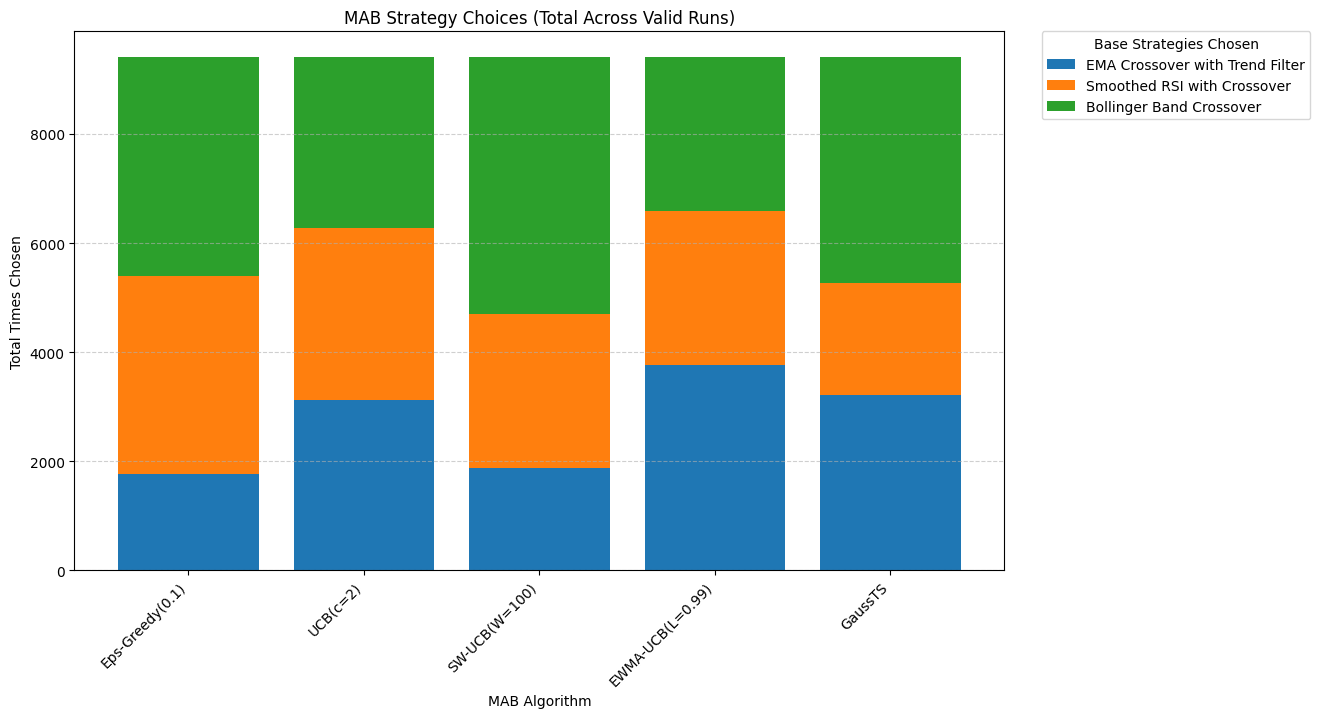 MAB Strategy Choices (Total Across Valid Runs)
Base Strategies Chosen
EMA Crossover with Trend Filter
Smoothed RSI with Crossover
Bollinger Band Crossover
Total Times Chosen
8000
6000
4000
2000
0
Eps-Greedy(0.1)
UCB(c=2)
SW-UCB(W=100)
EWMA-UCB(L=0.99)
GaussTS
MAB Algorithm